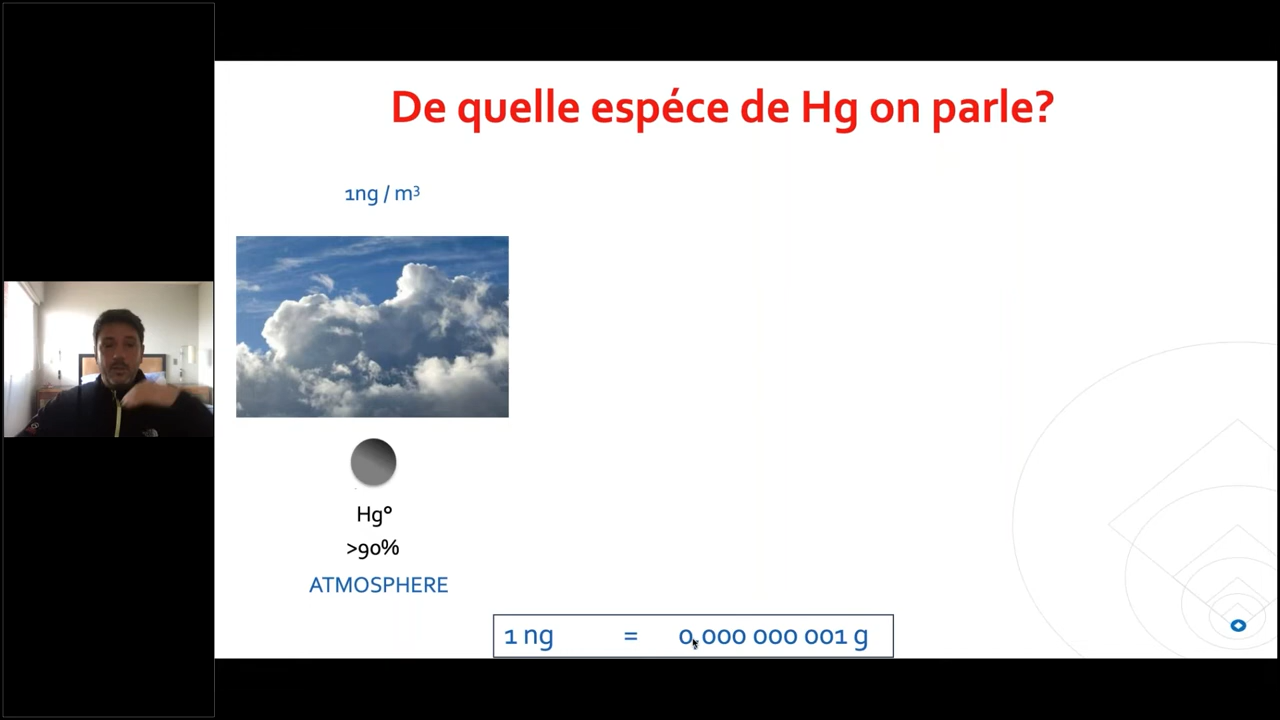 De quelle espéce de Hg on parle?
1ng / m³
Hg°
>90%
ATMOSPHERE
1 ng = 0,000 000 001 g